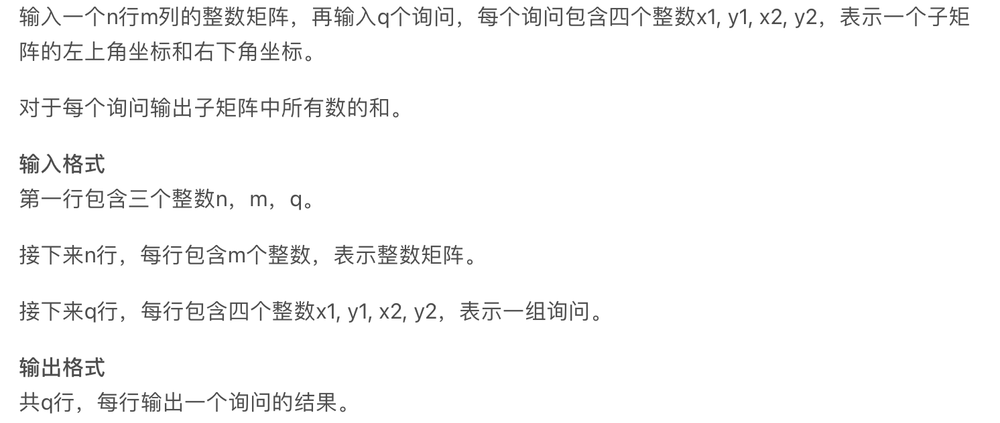 输入一个n行m列的整数矩阵，再输入q个询问，每个询问包含四个整数x1, y1, x2, y2，表示一个子矩
阵的左上角坐标和右下角坐标。
对于每个询问输出子矩阵中所有数的和。
输入格式
第一行包含三个整数n，m，q。
接下来n行，每行包含m个整数，表示整数矩阵。
接下来q行，每行包含四个整数x1, y1, x2, y2，表示一组询问。
输出格式
共q行，每行输出一个询问的结果。